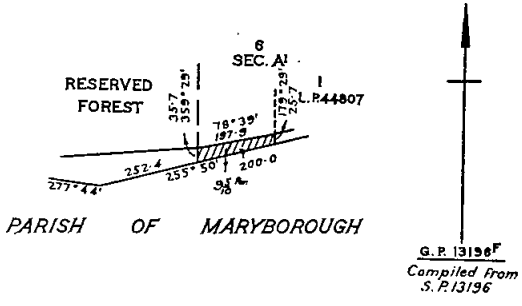 6
SEC. A1
RESERVED
FOREST
1
L.P.44807
35·7
359° 29'
179° 29'
25·7
78° 39'
197·9
252·4
255° 50'
200·0
277° 44'
PARISH OF MARYBOROUGH
G.P. 13196F
Compiled From
S.P. 13196